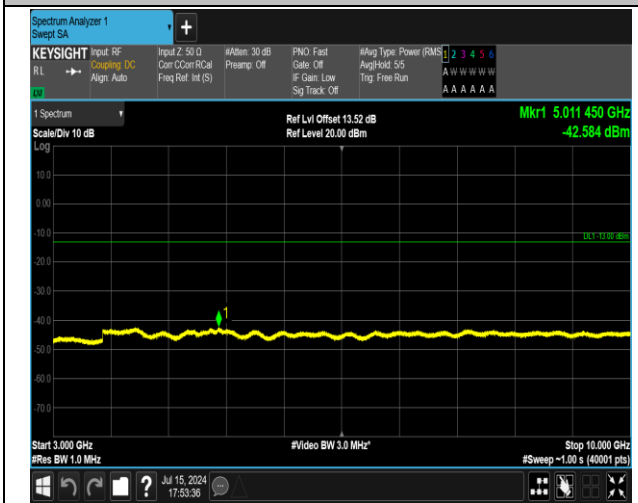 Spectrum Analyzer 1
Swept SA
+
KEYSIGHT
RL
Input: RF
Coupling: DC
Align: Auto
Input Z: 50 Ω
Corr CCorr RCal
Freq Ref: Int (S)
#Atten: 30 dB
Preamp: Off
PNO: Fast
Gate: Off
IF Gain: Low
Sig Track: Off
#Avg Type: Power (RMS
Avg|Hold: 5/5
Trig: Free Run
1 2 3 4 5 6
A W W W W W
A A A A A A
1 Spectrum
Scale/Div 10 dB
Log
Ref Lvl Offset 13.52 dB
Ref Level 20.00 dBm
Mkr1 5.011 450 GHz
-42.584 dBm
10.0
0.00
-10.0
DL1 -13.00 dBm
-20.0
-30.0
-40.0
1
-50.0
-60.0
-70.0
Start 3.000 GHz
#Res BW 1.0 MHz
#Video BW 3.0 MHz*
Stop 10.000 GHz
#Sweep ~1.00 s (40001 pts)
?
Jul 15, 2024
17:53:36